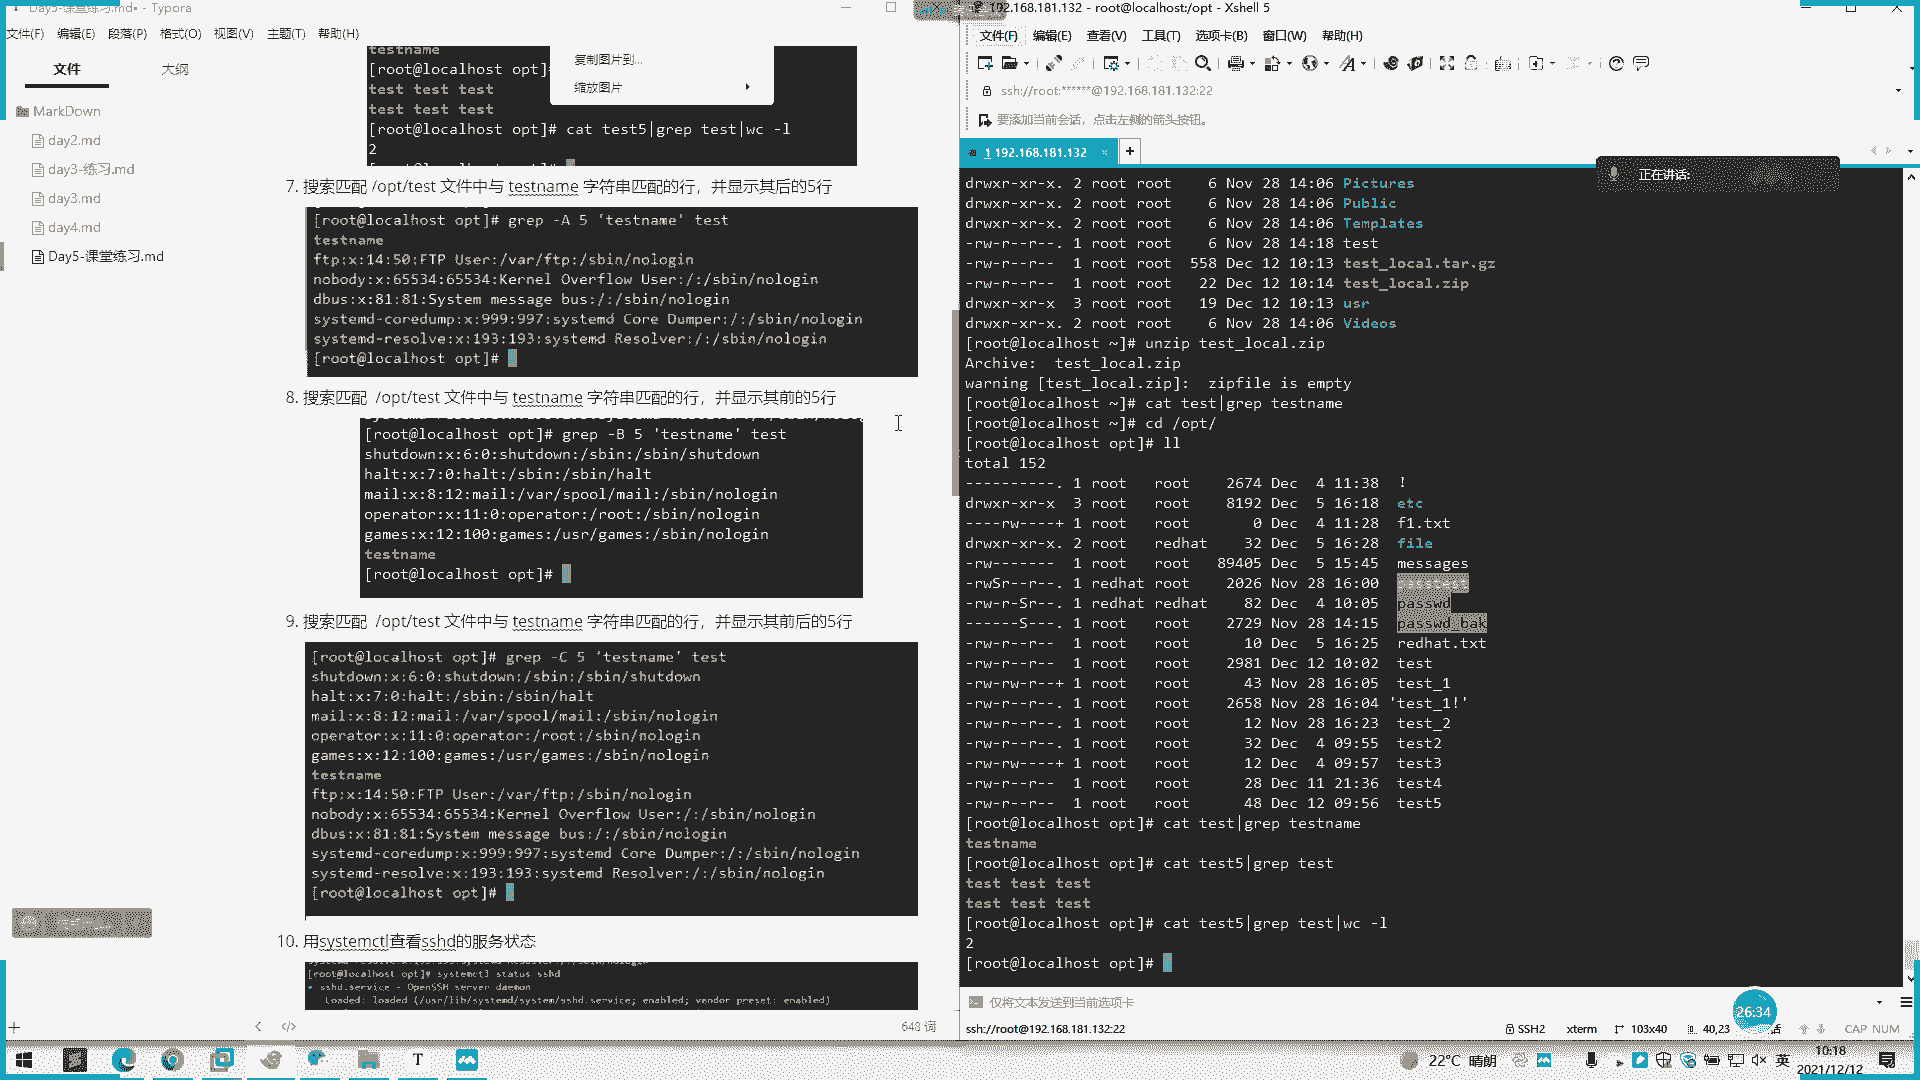 Day5-课堂练习.md• - Typora
文件(F) 编辑(E) 段落(P) 格式(O) 视图(V) 主题(T) 帮助(H)
文件 大纲
MarkDown
day2.md
day3-练习.md
day3.md
day4.md
Day5-课堂练习.md
testname
[root@localhost opt]
test test test
test test test
[root@localhost opt]# cat test5|grep test|wc -l
2
复制图片到...
缩放图片
7. 搜索匹配 /opt/test 文件中与 testname 字符串匹配的行，并显示其后的5行
[root@localhost opt]# grep -A 5 'testname' test
testname
ftp:x:14:50:FTP User:/var/ftp:/sbin/nologin
nobody:x:65534:65534:Kernel Overflow User:/:/sbin/nologin
dbus:x:81:81:System message bus:/:/sbin/nologin
systemd-coredump:x:999:997:systemd Core Dumper:/:/sbin/nologin
systemd-resolve:x:193:193:systemd Resolver:/:/sbin/nologin
[root@localhost opt]#
8. 搜索匹配 /opt/test 文件中与 testname 字符串匹配的行，并显示其前的5行
[root@localhost opt]# grep -B 5 'testname' test
shutdown:x:6:0:shutdown:/sbin:/sbin/shutdown
halt:x:7:0:halt:/sbin:/sbin/halt
mail:x:8:12:mail:/var/spool/mail:/sbin/nologin
operator:x:11:0:operator:/root:/sbin/nologin
games:x:12:100:games:/usr/games:/sbin/nologin
testname
[root@localhost opt]#
9. 搜索匹配 /opt/test 文件中与 testname 字符串匹配的行，并显示其前后的5行
[root@localhost opt]# grep -C 5 'testname' test
shutdown:x:6:0:shutdown:/sbin:/sbin/shutdown
halt:x:7:0:halt:/sbin:/sbin/halt
mail:x:8:12:mail:/var/spool/mail:/sbin/nologin
operator:x:11:0:operator:/root:/sbin/nologin
games:x:12:100:games:/usr/games:/sbin/nologin
testname
ftp:x:14:50:FTP User:/var/ftp:/sbin/nologin
nobody:x:65534:65534:Kernel Overflow User:/:/sbin/nologin
dbus:x:81:81:System message bus:/:/sbin/nologin
systemd-coredump:x:999:997:systemd Core Dumper:/:/sbin/nologin
systemd-resolve:x:193:193:systemd Resolver:/:/sbin/nologin
[root@localhost opt]#
10. 用systemctl查看sshd的服务状态
systemd-resolve:x:193:193:systemd Resolver:/:/sbin/nologin
[root@localhost opt]# systemctl status sshd
● sshd.service - OpenSSH server daemon
Loaded: loaded (/usr/lib/systemd/system/sshd.service; enabled; vendor preset: enabled)
648 词
192.168.181.132 - root@localhost:/opt - Xshell 5
文件(F) 编辑(E) 查看(V) 工具(T) 选项卡(B) 窗口(W) 帮助(H)
ssh://root:******@192.168.181.132:22
要添加当前会话，点击左侧的箭头按钮。
1 192.168.181.132
正在讲话:
drwxr-xr-x. 2 root root 6 Nov 28 14:06 Pictures
drwxr-xr-x. 2 root root 6 Nov 28 14:06 Public
drwxr-xr-x. 2 root root 6 Nov 28 14:06 Templates
-rw-r--r--. 1 root root 6 Nov 28 14:18 test
-rw-r--r-- 1 root root 558 Dec 12 10:13 test_local.tar.gz
-rw-r--r-- 1 root root 22 Dec 12 10:14 test_local.zip
drwxr-xr-x 3 root root 19 Dec 12 10:13 usr
drwxr-xr-x. 2 root root 6 Nov 28 14:06 Videos
[root@localhost ~]# unzip test_local.zip
Archive: test_local.zip
warning [test_local.zip]: zipfile is empty
[root@localhost ~]# cat test|grep testname
[root@localhost ~]# cd /opt/
[root@localhost opt]# ll
total 152
----------. 1 root root 2674 Dec 4 11:38 !
drwxr-xr-x 3 root root 8192 Dec 5 16:18 etc
----rw----+ 1 root root 0 Dec 4 11:28 f1.txt
drwxr-xr-x. 2 root redhat 32 Dec 5 16:28 file
-rw------- 1 root root 89405 Dec 5 15:45 messages
-rwSr--r--. 1 redhat root 2026 Nov 28 16:00
-rw-r-Sr--. 1 redhat redhat 82 Dec 4 10:05 passwd
------S---. 1 root root 2729 Nov 28 14:15 passwd_bak
-rw-r--r-- 1 root root 10 Dec 5 16:25 redhat.txt
-rw-r--r-- 1 root root 2981 Dec 12 10:02 test
-rw-rw-r--+ 1 root root 43 Nov 28 16:05 test_1
-rw-r--r--. 1 root root 2658 Nov 28 16:04 'test_1!'
-rw-r--r--. 1 root root 12 Nov 28 16:23 test_2
-rw-r--r--. 1 root root 32 Dec 4 09:55 test2
-rw-rw----+ 1 root root 12 Dec 4 09:57 test3
-rw-r--r-- 1 root root 28 Dec 11 21:36 test4
-rw-r--r-- 1 root root 48 Dec 12 09:56 test5
[root@localhost opt]# cat test|grep testname
testname
[root@localhost opt]# cat test5|grep test
test test test
test test test
[root@localhost opt]# cat test5|grep test|wc -l
2
[root@localhost opt]#
仅将文本发送到当前选项卡
26:34
ssh://root@192.168.181.132:22 SSH2 xterm 103x40 40,23 CAP NUM
22°C 晴朗 英 10:18
2021/12/12